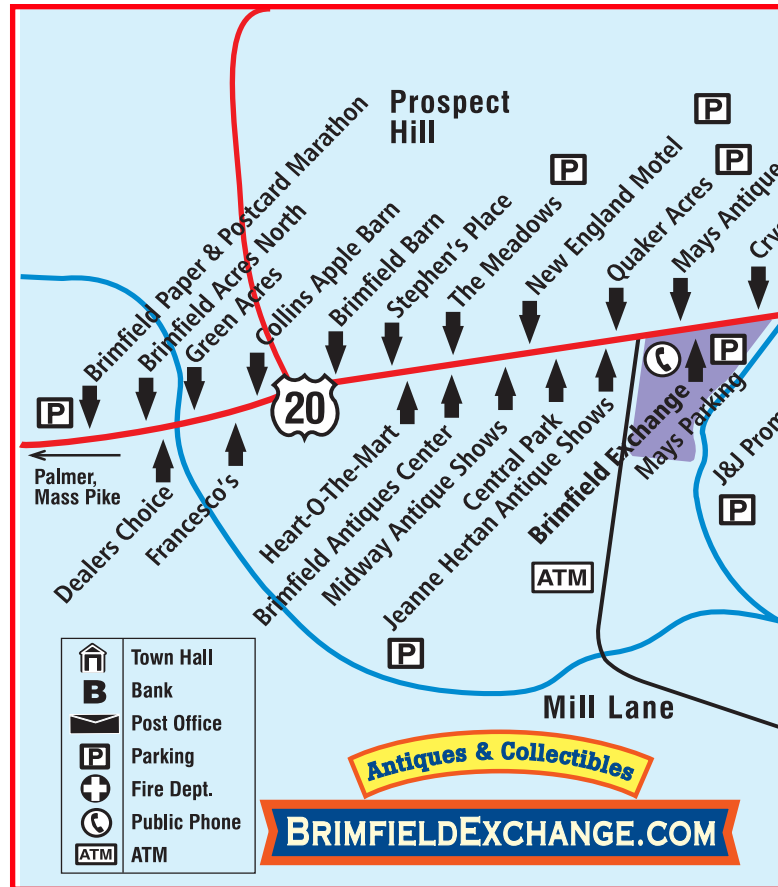 Prospect
Hill
P
P
P
P
Brimfield Paper & Postcard Marathon
Brimfield Acres North
Green Acres
Collins Apple Barn
Brimfield Barn
Stephen's Place
The Meadows
New England Motel
Quaker Acres
Mays Antique
Crys
20
P
Palmer,
Mass Pike
Dealers Choice
Francesco's
Heart-O-The-Mart
Brimfield Antiques Center
Midway Antique Shows
Central Park
Jeanne Hertan Antique Shows
Brimfield Exchange
Mays Parking
J&J Prom
P
P
ATM
P
Mill Lane
Town Hall
B Bank
Post Office
P Parking
Fire Dept.
Public Phone
ATM ATM
Antiques & Collectibles
BRIMFIELDEXCHANGE.COM